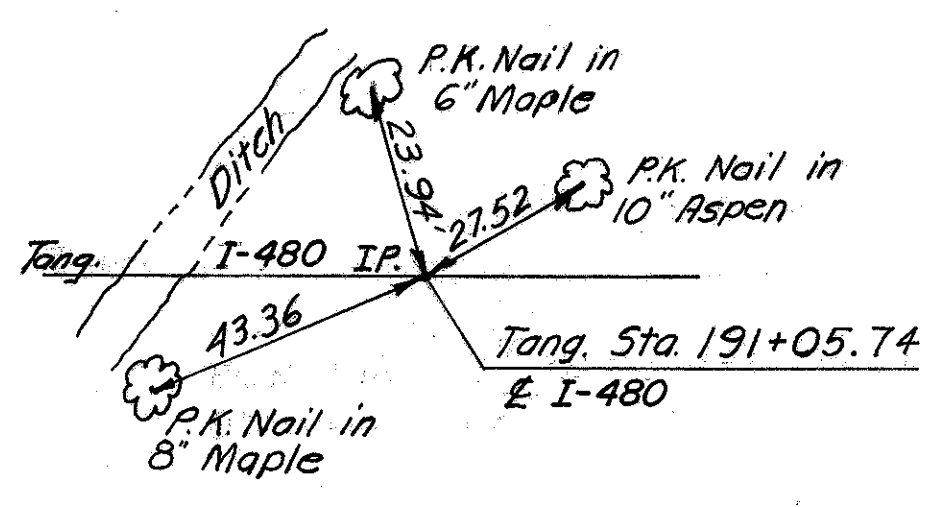 P.K. Nail in
6" Maple
Ditch
23.94
P.K. Nail in
10" Aspen
27.52
Tang. I-480 I.P.
43.36
Tang. Sta. 191+05.74
℄ I-480
P.K. Nail in
8" Maple